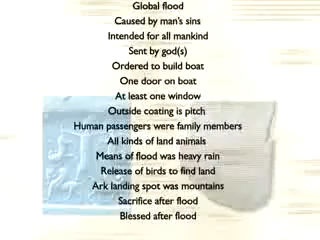 Global flood
Caused by man's sins
Intended for all mankind
Sent by god(s)
Ordered to build boat
One door on boat
At least one window
Outside coating is pitch
Human passengers were family members
All kinds of land animals
Means of flood was heavy rain
Release of birds to find land
Ark landing spot was mountains
Sacrifice after flood
Blessed after flood